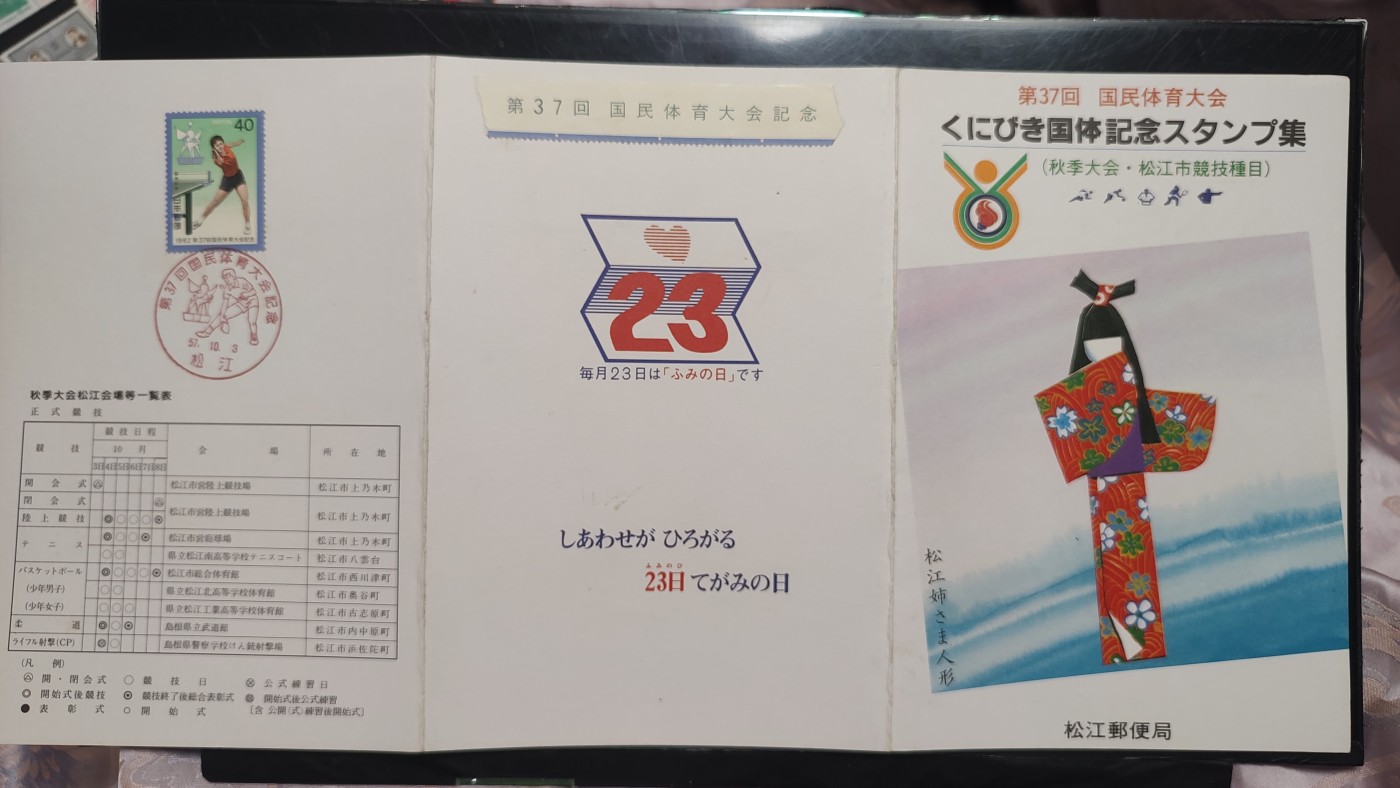 40
1982 第37回国民体育大会記念
第37回国民体育大会記念
57. 10. 3
松江
秋季大会松江会場等一覧表
正式競技
競技 競技日程 会場 所在地
10月
3日 4日 5日 6日 7日 8日
開会式 松江市営陸上競技場 松江市上乃木町
閉会式
陸上競技 松江市営陸上競技場 松江市上乃木町
テニス 松江市営庭球場 松江市上乃木町
県立松江南高等学校テニスコート 松江市八雲台
バスケットボール 松江市総合体育館 松江市西川津町
(少年男子) 県立松江北高等学校体育館 松江市奥谷町
(少年女子) 県立松江工業高等学校体育館 松江市古志原町
柔道 島根県立武道館 松江市内中原町
ライフル射撃(CP) 島根県警察学校けん銃射撃場 松江市浜佐陀町
(凡例)
開・閉会式 ○ 競技日 公式練習日
◎ 開始式後競技 競技終了後総合表彰式 開始式後公式練習
● 表彰式 ○ 開始式 〔含 公開(式)練習後開始式〕
第37回 国民体育大会記念
23
毎月23日は「ふみの日」です
しあわせが ひろがる
ふみのひ
23日 てがみの日
第37回 国民体育大会
くにびき国体記念スタンプ集
(秋季大会・松江市競技種目)
松江姉さま人形
松江郵便局